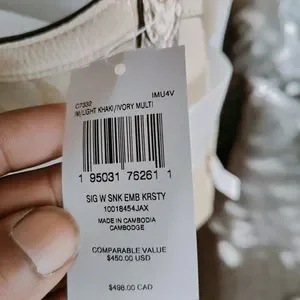 C7332 IMU4V
IM/LIGHT KHAKI/IVORY MULTI
1 95031 76261 1
SIG W SNK EMB KRSTY
10018454JAX
MADE IN CAMBODIA
CAMBODGE
COMPARABLE VALUE
$450.00 USD
$498.00 CAD